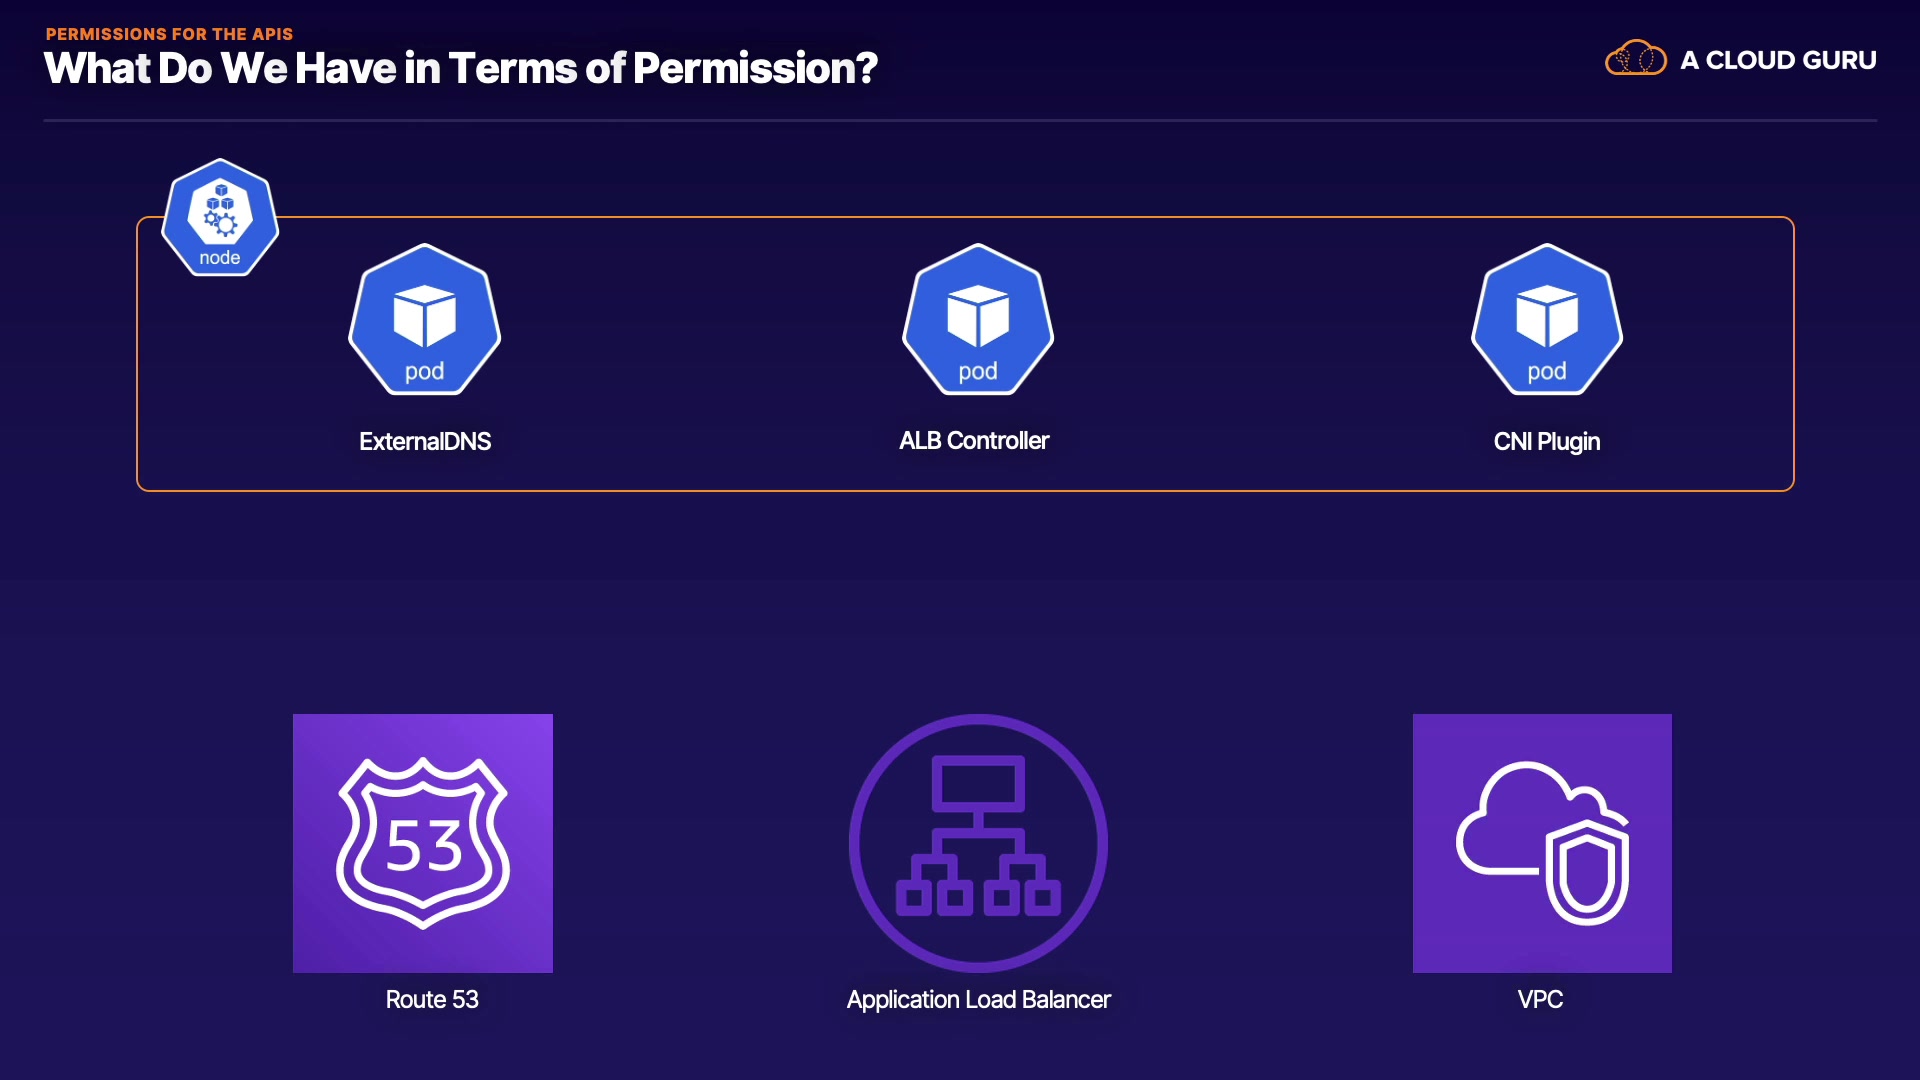 PERMISSIONS FOR THE APIS
What Do We Have in Terms of Permission?
A CLOUD GURU
node
pod
pod
pod
ExternalDNS
ALB Controller
CNI Plugin
53
Route 53
Application Load Balancer
VPC